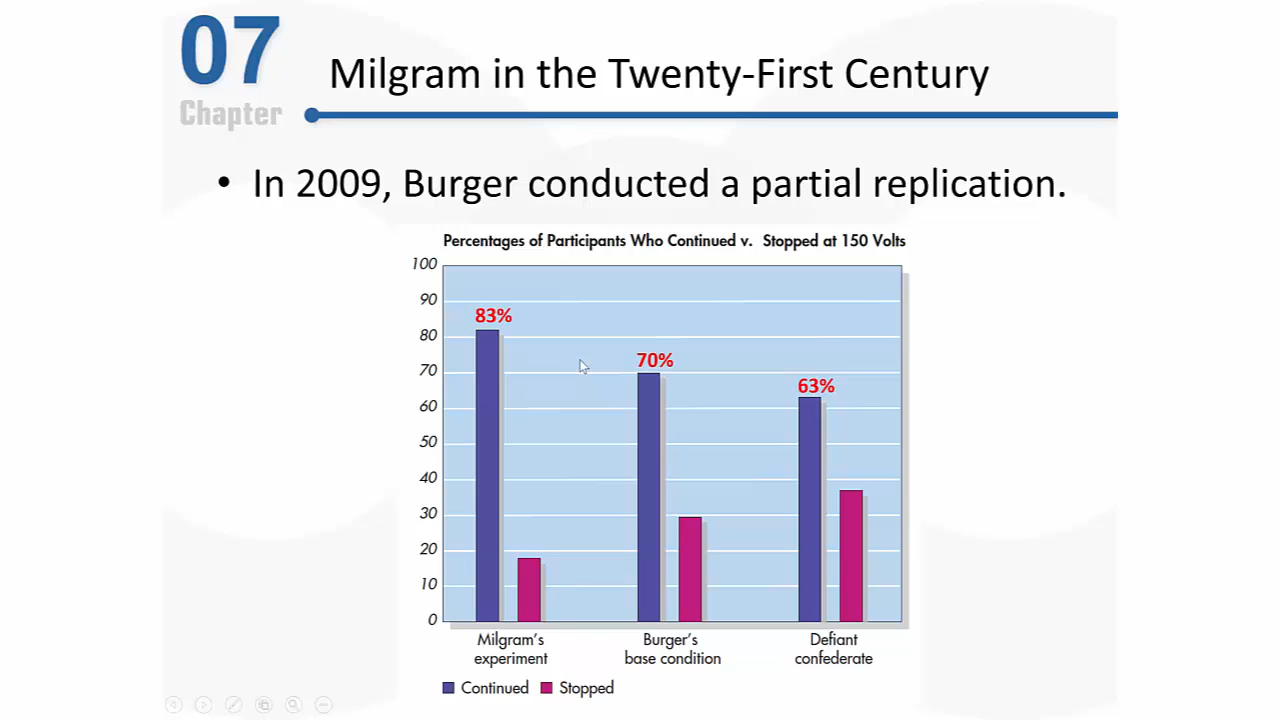 07
Chapter
Milgram in the Twenty-First Century
• In 2009, Burger conducted a partial replication.
Percentages of Participants Who Continued v. Stopped at 150 Volts
100
90
80
70
60
50
40
30
20
10
0
83%
70%
63%
Milgram's experiment
Burger's base condition
Defiant confederate
Continued
Stopped